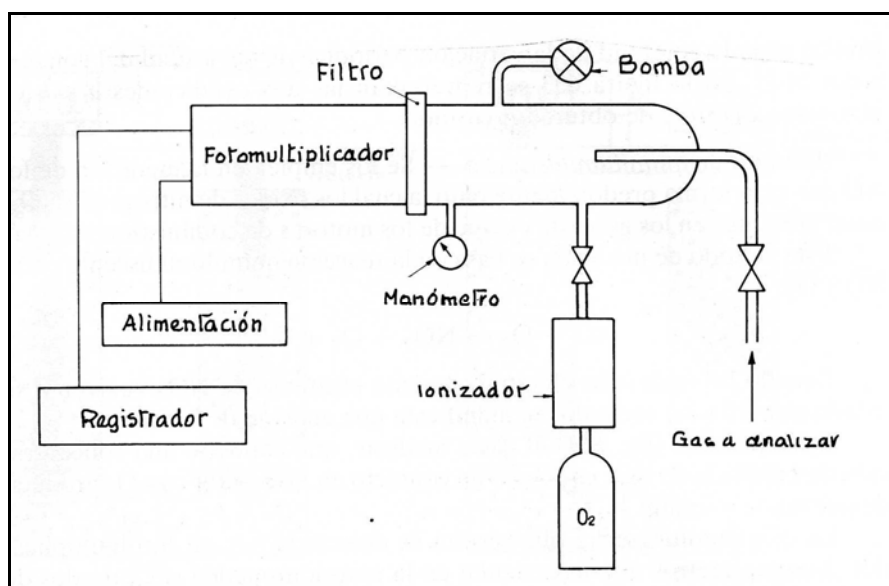 Filtro
Bomba
Fotomultiplicador
Manómetro
Alimentación
Ionizador
Registrador
Gas a analizar
O₂